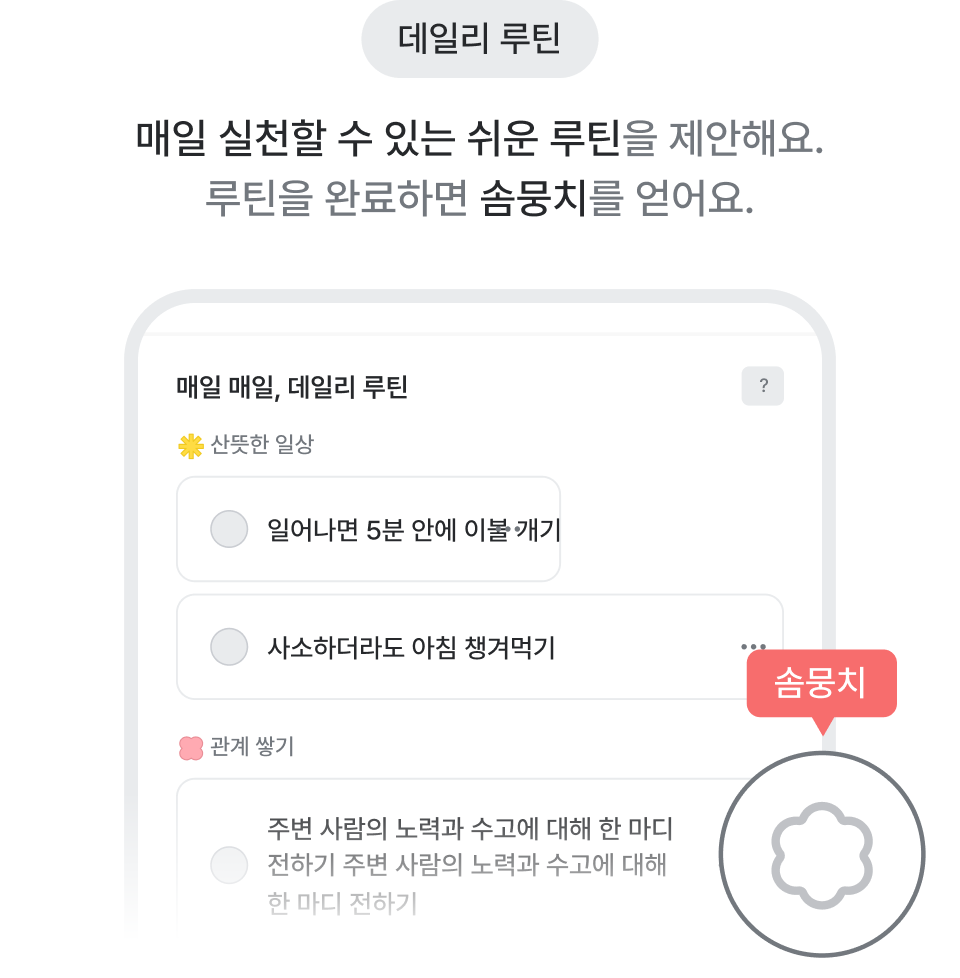 데일리 루틴
매일 실천할 수 있는 쉬운 루틴을 제안해요.
루틴을 완료하면 솜뭉치를 얻어요.
매일 매일, 데일리 루틴
?
산뜻한 일상
일어나면 5분 안에 이불 개기
사소하더라도 아침 챙겨먹기
솜뭉치
관계 쌓기
주변 사람의 노력과 수고에 대해 한 마디
전하기 주변 사람의 노력과 수고에 대해
한 마디 전하기